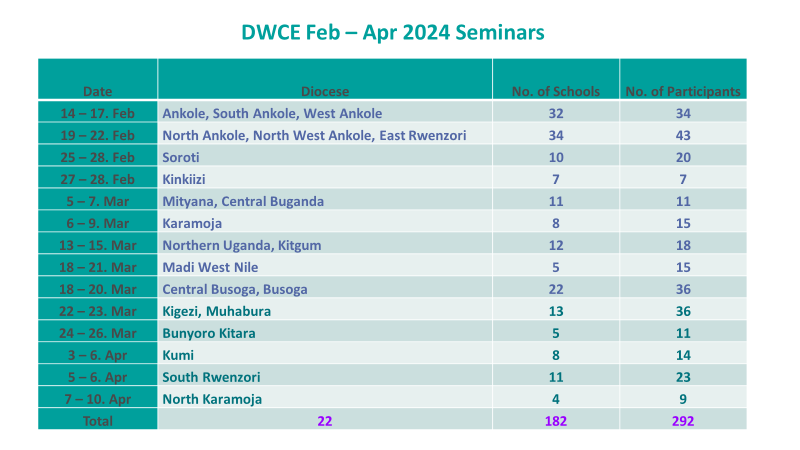 DWCE Feb – Apr 2024 Seminars
Date Diocese No. of Schools No. of Participants
14 – 17. Feb Ankole, South Ankole, West Ankole 32 34
19 – 22. Feb North Ankole, North West Ankole, East Rwenzori 34 43
25 – 28. Feb Soroti 10 20
27 – 28. Feb Kinkiizi 7 7
5 – 7. Mar Mityana, Central Buganda 11 11
6 – 9. Mar Karamoja 8 15
13 – 15. Mar Northern Uganda, Kitgum 12 18
18 – 21. Mar Madi West Nile 5 15
18 – 20. Mar Central Busoga, Busoga 22 36
22 – 23. Mar Kigezi, Muhabura 13 36
24 – 26. Mar Bunyoro Kitara 5 11
3 – 6. Apr Kumi 8 14
5 – 6. Apr South Rwenzori 11 23
7 – 10. Apr North Karamoja 4 9
Total 22 182 292